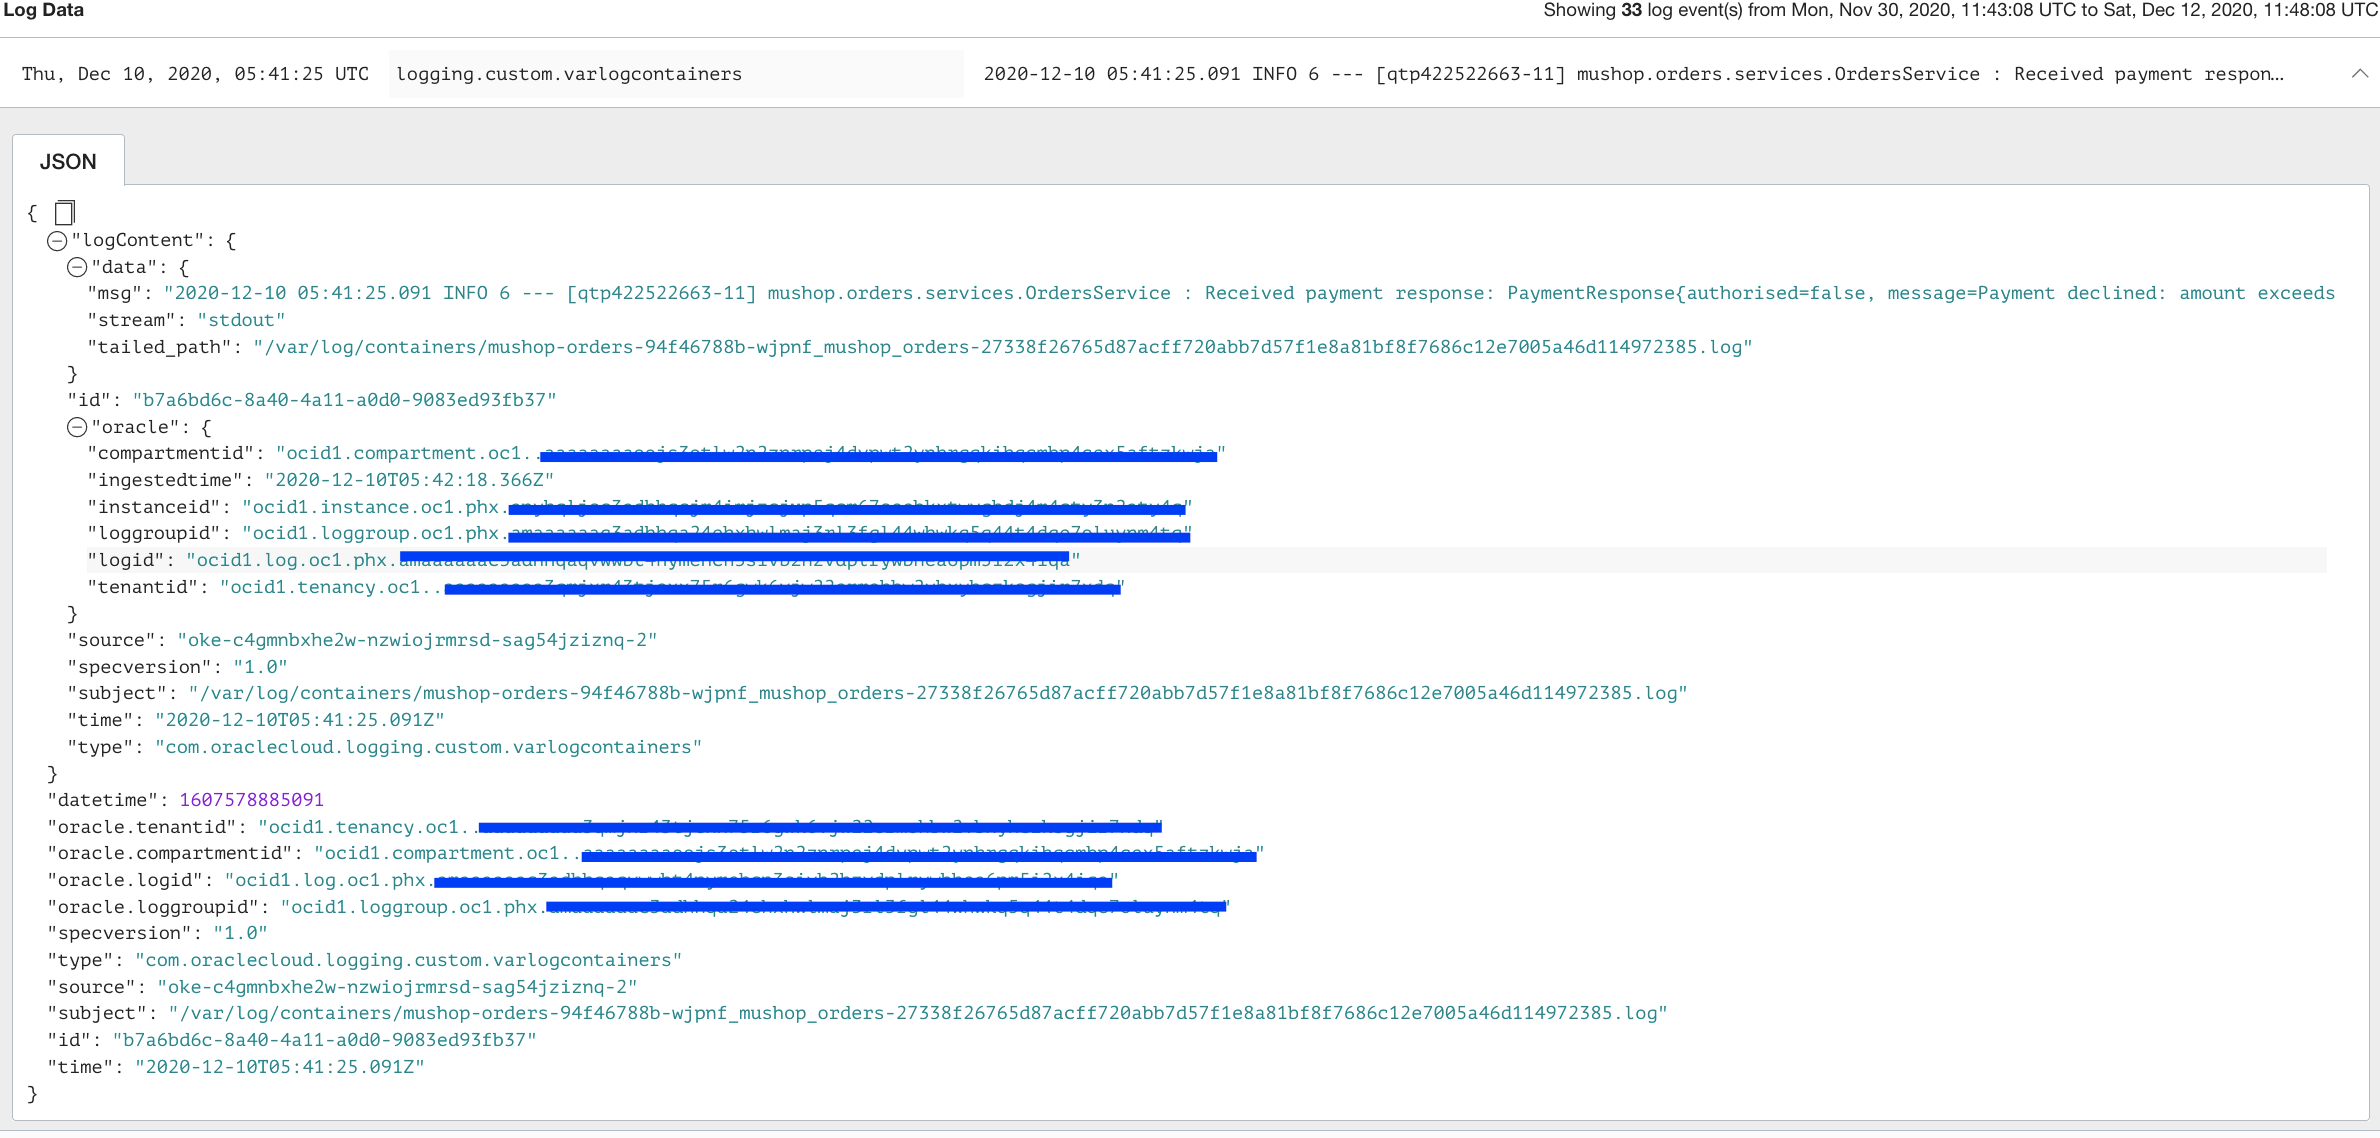 Log Data
Showing 33 log event(s) from Mon, Nov 30, 2020, 11:43:08 UTC to Sat, Dec 12, 2020, 11:48:08 UTC
Thu, Dec 10, 2020, 05:41:25 UTC logging.custom.varlogcontainers 2020-12-10 05:41:25.091 INFO 6 --- [qtp422522663-11] mushop.orders.services.OrdersService : Received payment respon...
JSON
{
"logContent": {
"data": {
"msg": "2020-12-10 05:41:25.091 INFO 6 --- [qtp422522663-11] mushop.orders.services.OrdersService : Received payment response: PaymentResponse{authorised=false, message=Payment declined: amount exceeds
"stream": "stdout"
"tailed_path": "/var/log/containers/mushop-orders-94f46788b-wjpnf_mushop_orders-27338f26765d87acff720abb7d57f1e8a81bf8f7686c12e7005a46d114972385.log"
}
"id": "b7a6bd6c-8a40-4a11-a0d0-9083ed93fb37"
"oracle": {
"compartmentid": "ocid1.compartment.oc1..
"ingestedtime": "2020-12-10T05:42:18.366Z"
"instanceid": "ocid1.instance.oc1.phx.
"loggroupid": "ocid1.loggroup.oc1.phx.
"logid": "ocid1.log.oc1.phx.
"tenantid": "ocid1.tenancy.oc1..
}
"source": "oke-c4gmnbxhe2w-nzwiojrmrsd-sag54jziznq-2"
"specversion": "1.0"
"subject": "/var/log/containers/mushop-orders-94f46788b-wjpnf_mushop_orders-27338f26765d87acff720abb7d57f1e8a81bf8f7686c12e7005a46d114972385.log"
"time": "2020-12-10T05:41:25.091Z"
"type": "com.oraclecloud.logging.custom.varlogcontainers"
}
"datetime": 1607578885091
"oracle.tenantid": "ocid1.tenancy.oc1..
"oracle.compartmentid": "ocid1.compartment.oc1..
"oracle.logid": "ocid1.log.oc1.phx.
"oracle.loggroupid": "ocid1.loggroup.oc1.phx.
"specversion": "1.0"
"type": "com.oraclecloud.logging.custom.varlogcontainers"
"source": "oke-c4gmnbxhe2w-nzwiojrmrsd-sag54jziznq-2"
"subject": "/var/log/containers/mushop-orders-94f46788b-wjpnf_mushop_orders-27338f26765d87acff720abb7d57f1e8a81bf8f7686c12e7005a46d114972385.log"
"id": "b7a6bd6c-8a40-4a11-a0d0-9083ed93fb37"
"time": "2020-12-10T05:41:25.091Z"
}